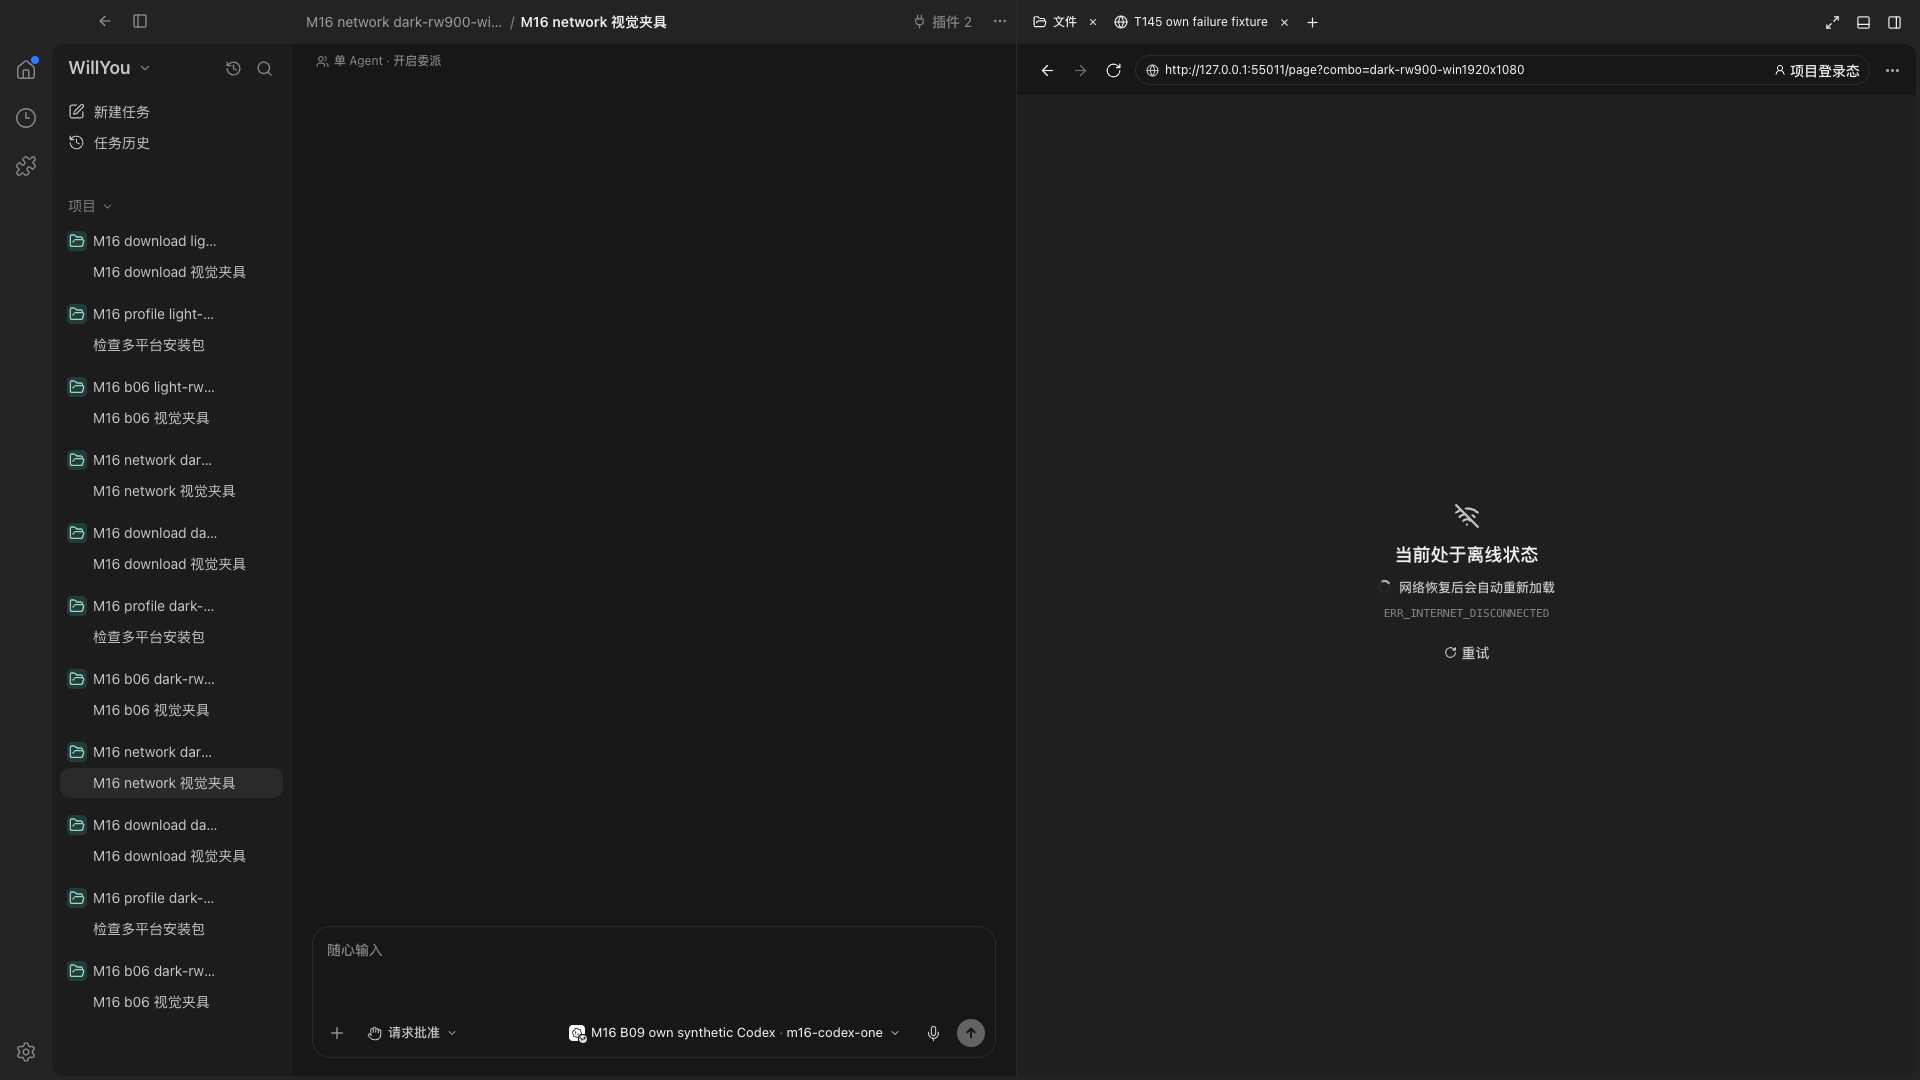 M16 network dark-rw900-wi... / M16 network 视觉夹具
插件 2
文件
T145 own failure fixture
WillYou
单 Agent · 开启委派
http://127.0.0.1:55011/page?combo=dark-rw900-win1920x1080
项目登录态
新建任务
任务历史
项目
M16 download lig...
M16 download 视觉夹具
M16 profile light-...
检查多平台安装包
M16 b06 light-rw...
M16 b06 视觉夹具
M16 network dar...
M16 network 视觉夹具
M16 download da...
M16 download 视觉夹具
M16 profile dark-...
检查多平台安装包
M16 b06 dark-rw...
M16 b06 视觉夹具
M16 network dar...
M16 network 视觉夹具
M16 download da...
M16 download 视觉夹具
M16 profile dark-...
检查多平台安装包
M16 b06 dark-rw...
M16 b06 视觉夹具
随心输入
请求批准
M16 B09 own synthetic Codex · m16-codex-one
当前处于离线状态
网络恢复后会自动重新加载
ERR_INTERNET_DISCONNECTED
重试